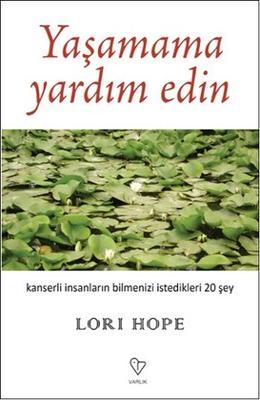 Yaşamama
yardım edin
kanserli insanların bilmenizi istedikleri 20 şey
LORI HOPE
VARLIK